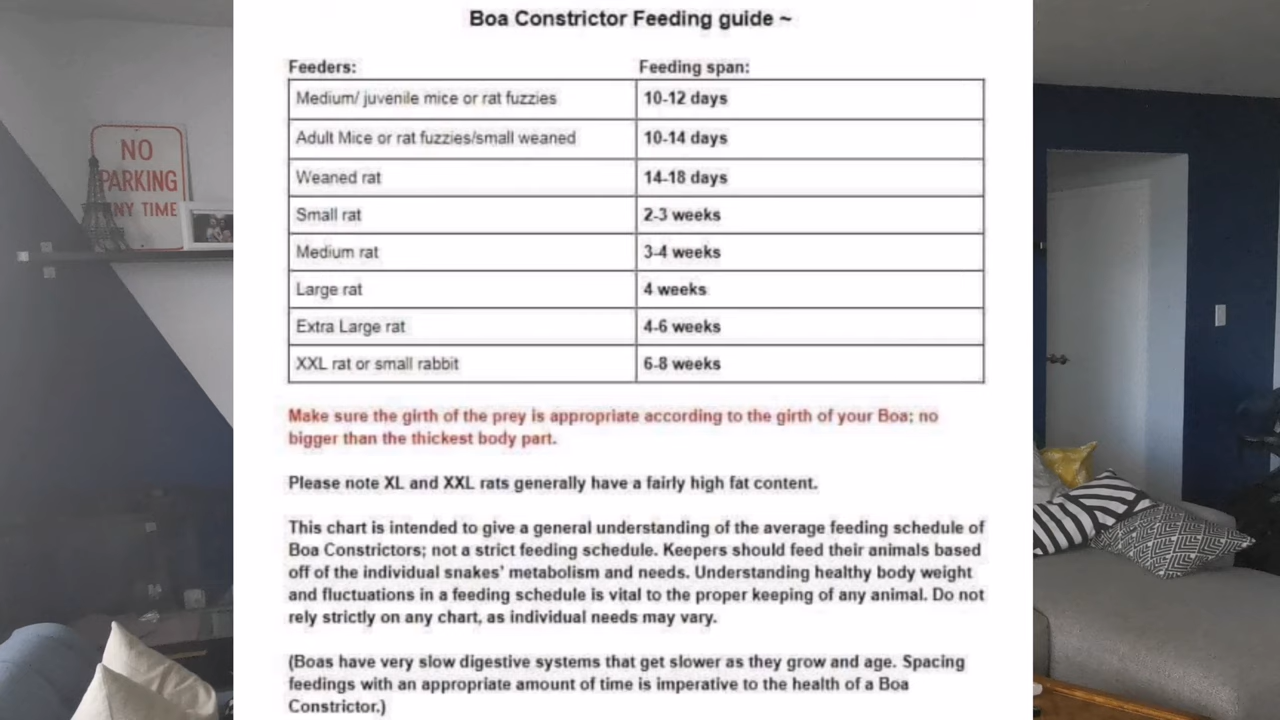 Boa Constrictor Feeding guide ~
Feeders: Feeding span:
Medium/ juvenile mice or rat fuzzies 10-12 days
Adult Mice or rat fuzzies/small weaned 10-14 days
Weaned rat 14-18 days
Small rat 2-3 weeks
Medium rat 3-4 weeks
Large rat 4 weeks
Extra Large rat 4-6 weeks
XXL rat or small rabbit 6-8 weeks
Make sure the girth of the prey is appropriate according to the girth of your Boa; no
bigger than the thickest body part.
Please note XL and XXL rats generally have a fairly high fat content.
This chart is intended to give a general understanding of the average feeding schedule of
Boa Constrictors; not a strict feeding schedule. Keepers should feed their animals based
off of the individual snakes' metabolism and needs. Understanding healthy body weight
and fluctuations in a feeding schedule is vital to the proper keeping of any animal. Do not
rely strictly on any chart, as individual needs may vary.
(Boas have very slow digestive systems that get slower as they grow and age. Spacing
feedings with an appropriate amount of time is imperative to the health of a Boa
Constrictor.)
NO
PARKING
NY TIME